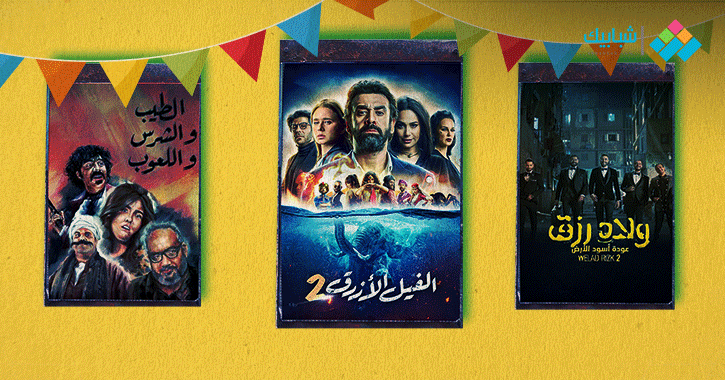 شبابيك
الطيب
والشرس
واللعوب
الفيل الأزرق 2
ولاد رزق
عودة أسود الأرض
WELAD RIZK 2